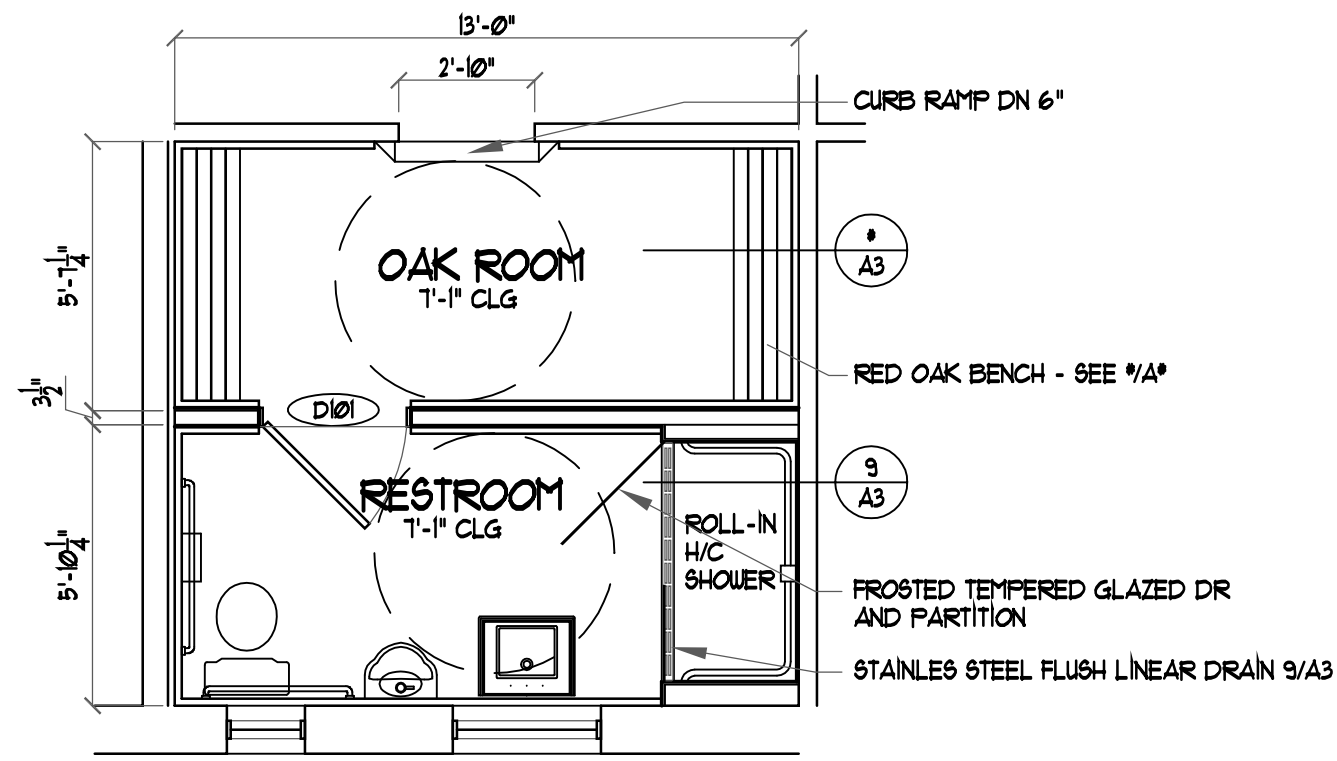 13'-0"
2'-10"
CURB RAMP DN 6"
5'-7 1/4"
OAK ROOM
7'-1" CLG
#
A3
RED OAK BENCH - SEE #/A#
3 1/2"
D101
RESTROOM
7'-1" CLG
9
A3
5'-10 1/4"
ROLL-IN
H/C
SHOWER
FROSTED TEMPERED GLAZED DR
AND PARTITION
STAINLES STEEL FLUSH LINEAR DRAIN 9/A3